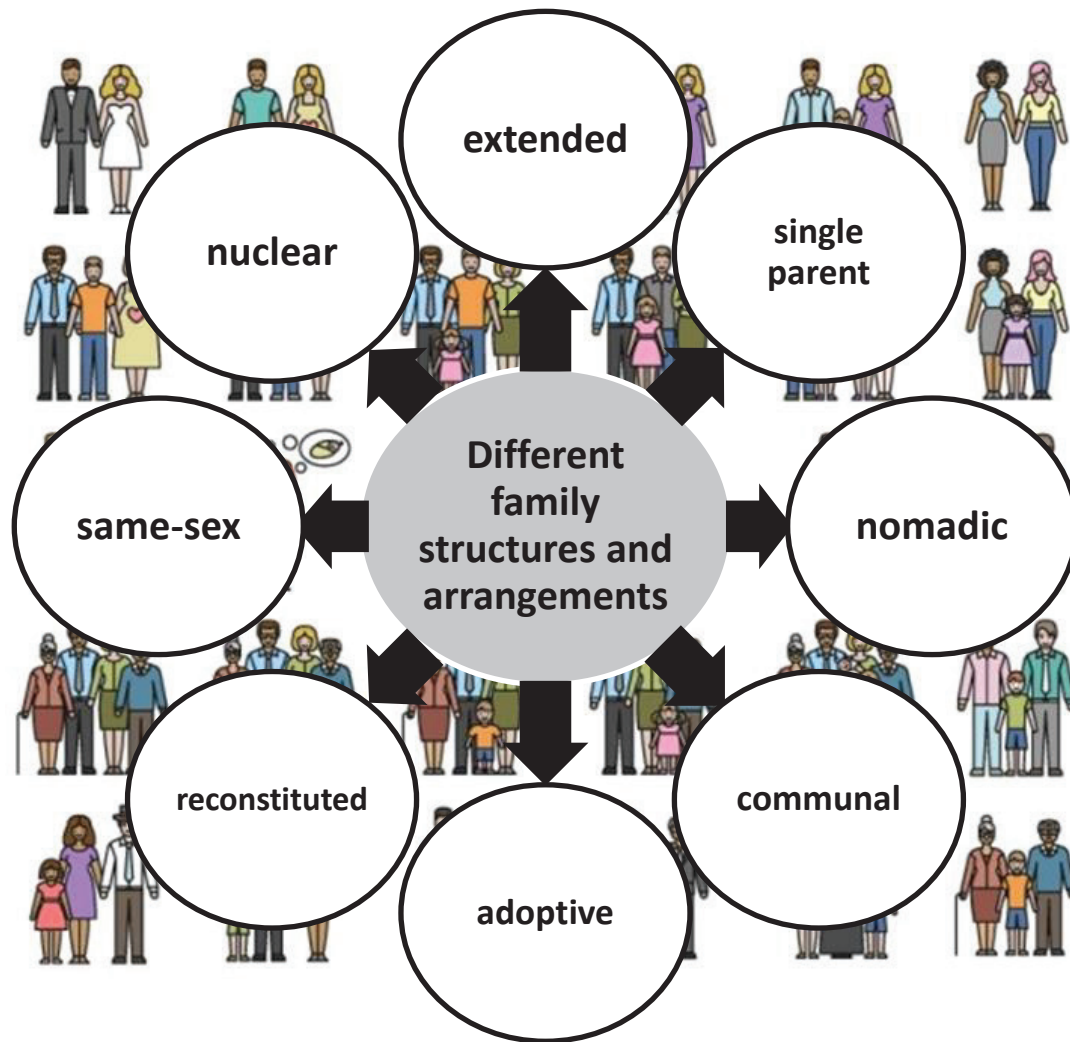 extended
nuclear
single
parent
Different
family
structures and
arrangements
same-sex
nomadic
reconstituted
communal
adoptive